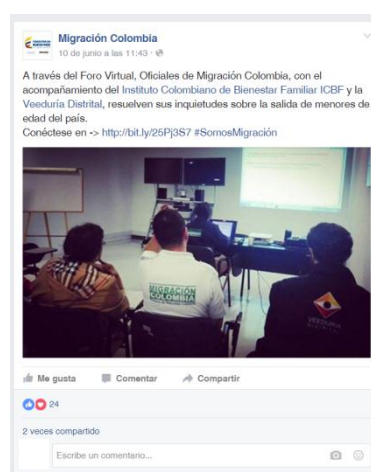 Migración Colombia
10 de junio a las 11:43 ·
A través del Foro Virtual, Oficiales de Migración Colombia, con el
acompañamiento del Instituto Colombiano de Bienestar Familiar ICBF y la
Veeduría Distrital, resuelven sus inquietudes sobre la salida de menores de
edad del país.
Conéctese en -> http://bit.ly/25Pj3S7 #SomosMigración
MIGRACIÓN
COLOMBIA
VEEDURIA
DISTRITAL
Me gusta Comentar Compartir
24
2 veces compartido
Escribe un comentario...